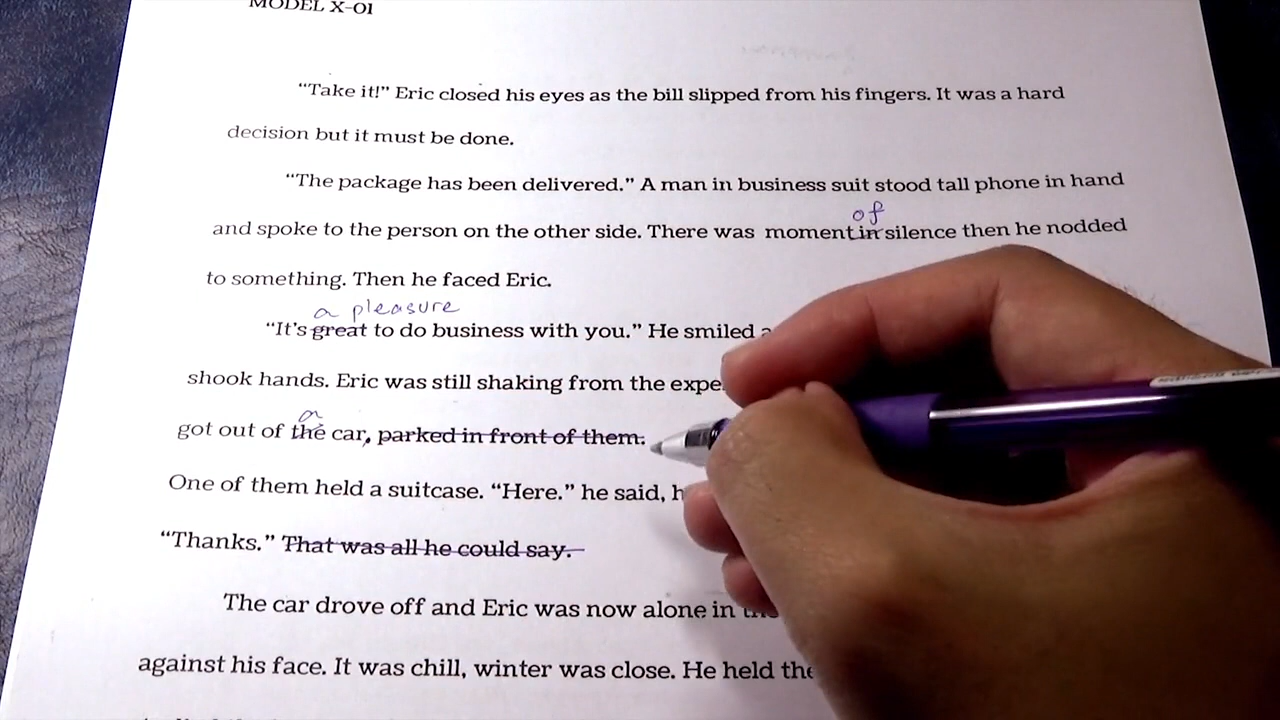 MODEL X-01
“Take it!” Eric closed his eyes as the bill slipped from his fingers. It was a hard
decision but it must be done.
“The package has been delivered.” A man in business suit stood tall phone in hand
of
and spoke to the person on the other side. There was moment in silence then he nodded
to something. Then he faced Eric.
a pleasure
“It’s great to do business with you.” He smiled
shook hands. Eric was still shaking from the
a
got out of the car, parked in front of them.
One of them held a suitcase. “Here.” he said,
“Thanks.” That was all he could say.
The car drove off and Eric was now alone in
against his face. It was chill, winter was close. He held